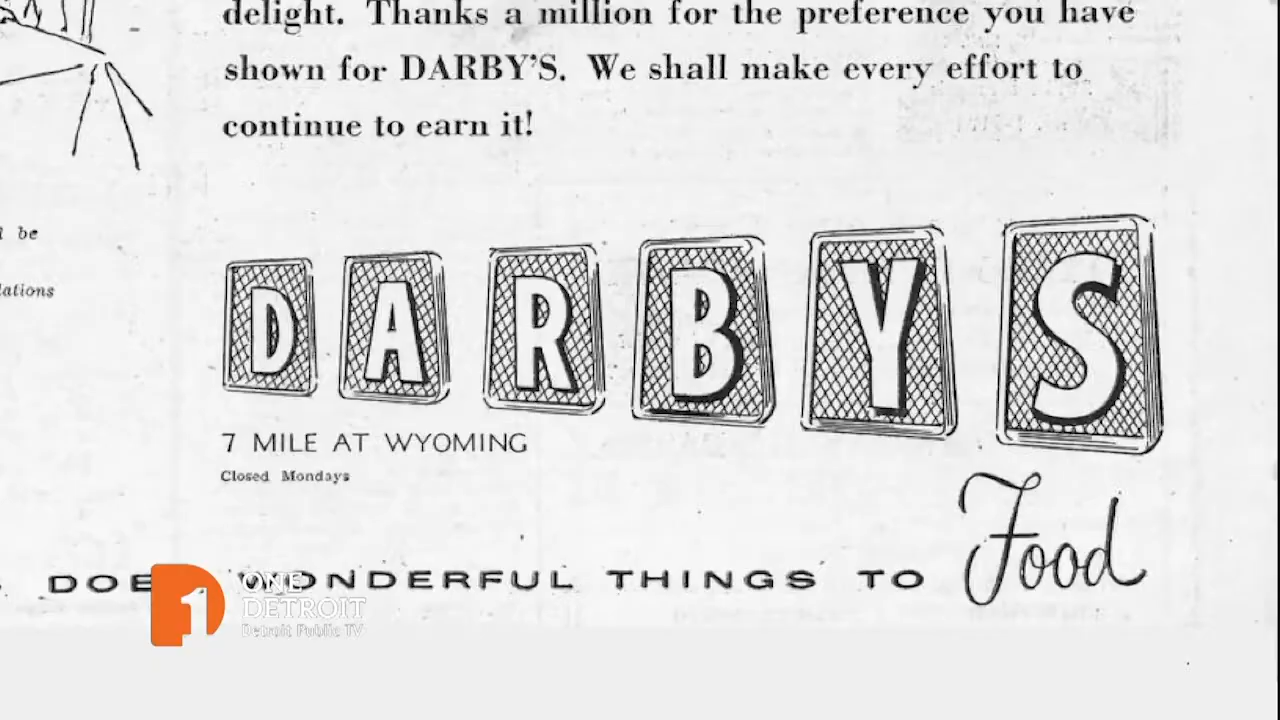 delight. Thanks a million for the preference you have
shown for DARBY'S. We shall make every effort to
continue to earn it!
be
lations
DARBYS
7 MILE AT WYOMING
Closed Mondays
DOE WONDERFUL THINGS TO Food
1 ONE
DETROIT
Detroit Public TV